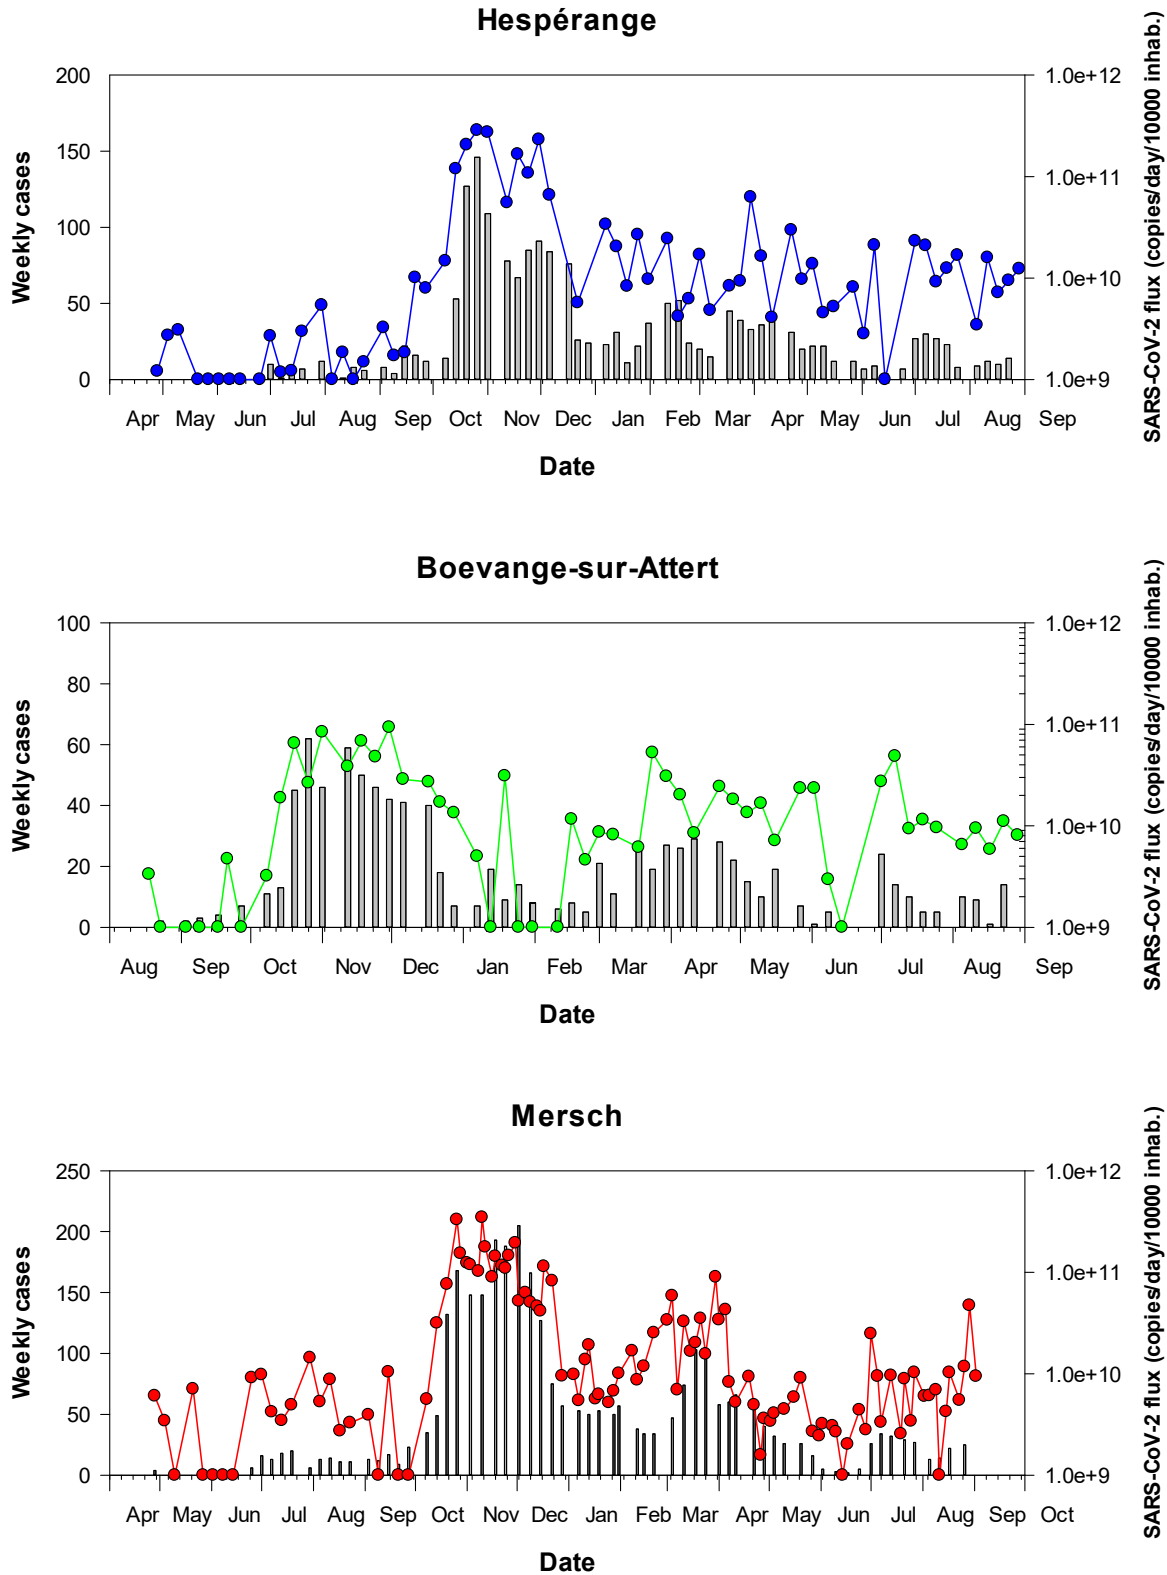 Hespérange
200
150
100
50
0
Weekly cases
1.0e+12
1.0e+11
1.0e+10
1.0e+9
SARS-CoV-2 flux (copies/day/10000 inhab.)
Apr May Jun Jul Aug Sep Oct Nov Dec Jan Feb Mar Apr May Jun Jul Aug Sep
Date
Boevange-sur-Attert
100
80
60
40
20
0
Weekly cases
1.0e+12
1.0e+11
1.0e+10
1.0e+9
SARS-CoV-2 flux (copies/day/10000 inhab.)
Aug Sep Oct Nov Dec Jan Feb Mar Apr May Jun Jul Aug Sep
Date
Mersch
250
200
150
100
50
0
Weekly cases
1.0e+12
1.0e+11
1.0e+10
1.0e+9
SARS-CoV-2 flux (copies/day/10000 inhab.)
Apr May Jun Jul Aug Sep Oct Nov Dec Jan Feb Mar Apr May Jun Jul Aug Sep Oct
Date